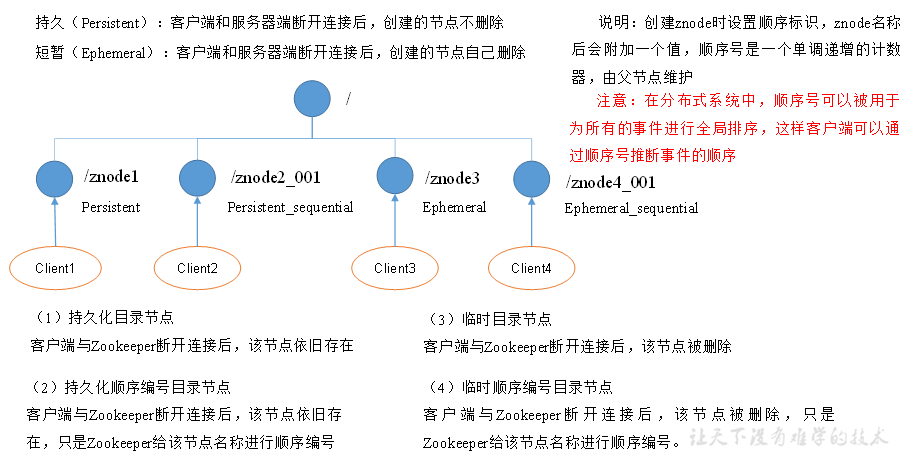 持久（Persistent）：客户端和服务器端断开连接后，创建的节点不删除
短暂（Ephemeral）：客户端和服务器端断开连接后，创建的节点自己删除
说明：创建znode时设置顺序标识，znode名称
后会附加一个值，顺序号是一个单调递增的计数
器，由父节点维护
注意：在分布式系统中，顺序号可以被用于
为所有的事件进行全局排序，这样客户端可以通
过顺序号推断事件的顺序
/
/znode1
Persistent
/znode2_001
Persistent_sequential
/znode3
Ephemeral
/znode4_001
Ephemeral_sequential
Client1
Client2
Client3
Client4
（1）持久化目录节点
客户端与Zookeeper断开连接后，该节点依旧存在
（2）持久化顺序编号目录节点
客户端与Zookeeper断开连接后，该节点依旧存
在，只是Zookeeper给该节点名称进行顺序编号
（3）临时目录节点
客户端与Zookeeper断开连接后，该节点被删除
（4）临时顺序编号目录节点
客户端与Zookeeper断开连接后，该节点被删除，只是
Zookeeper给该节点名称进行顺序编号。
让天下没有难学的技术